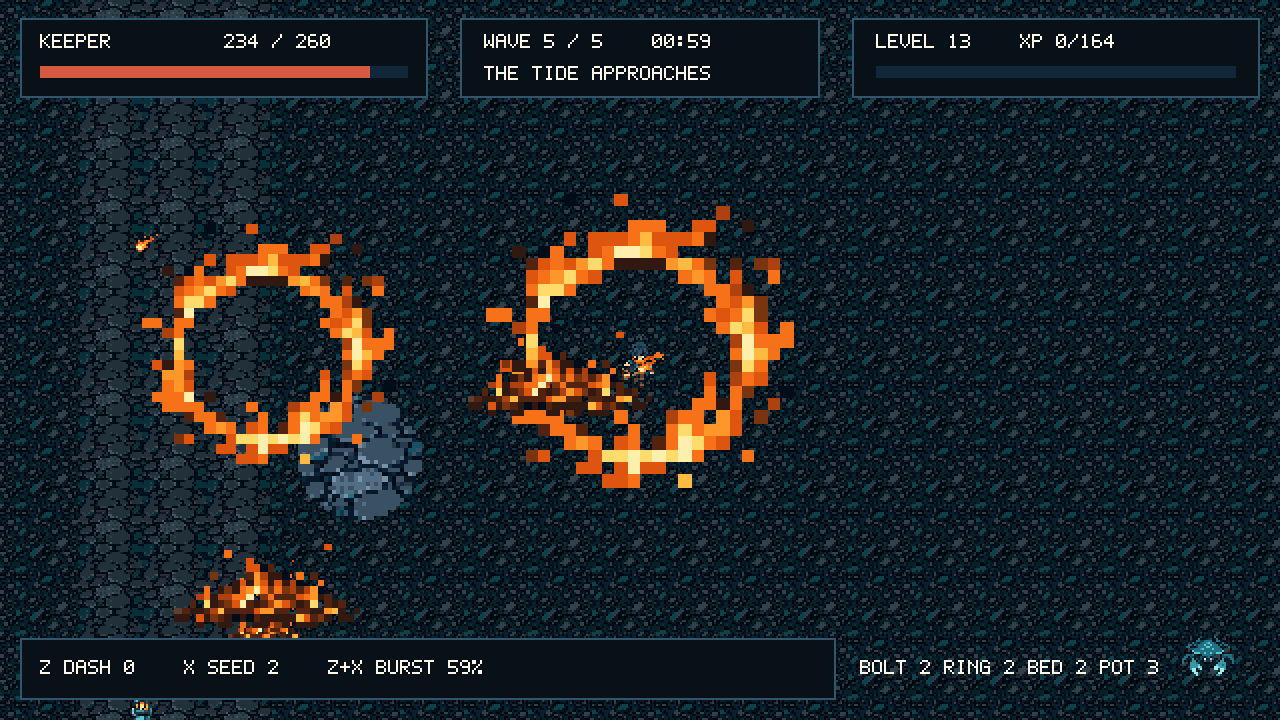 KEEPER 234 / 260
WAVE 5 / 5 00:59
THE TIDE APPROACHES
LEVEL 13 XP 0/164
Z DASH 0 X SEED 2 Z+X BURST 59%
BOLT 2 RING 2 BED 2 POT 3